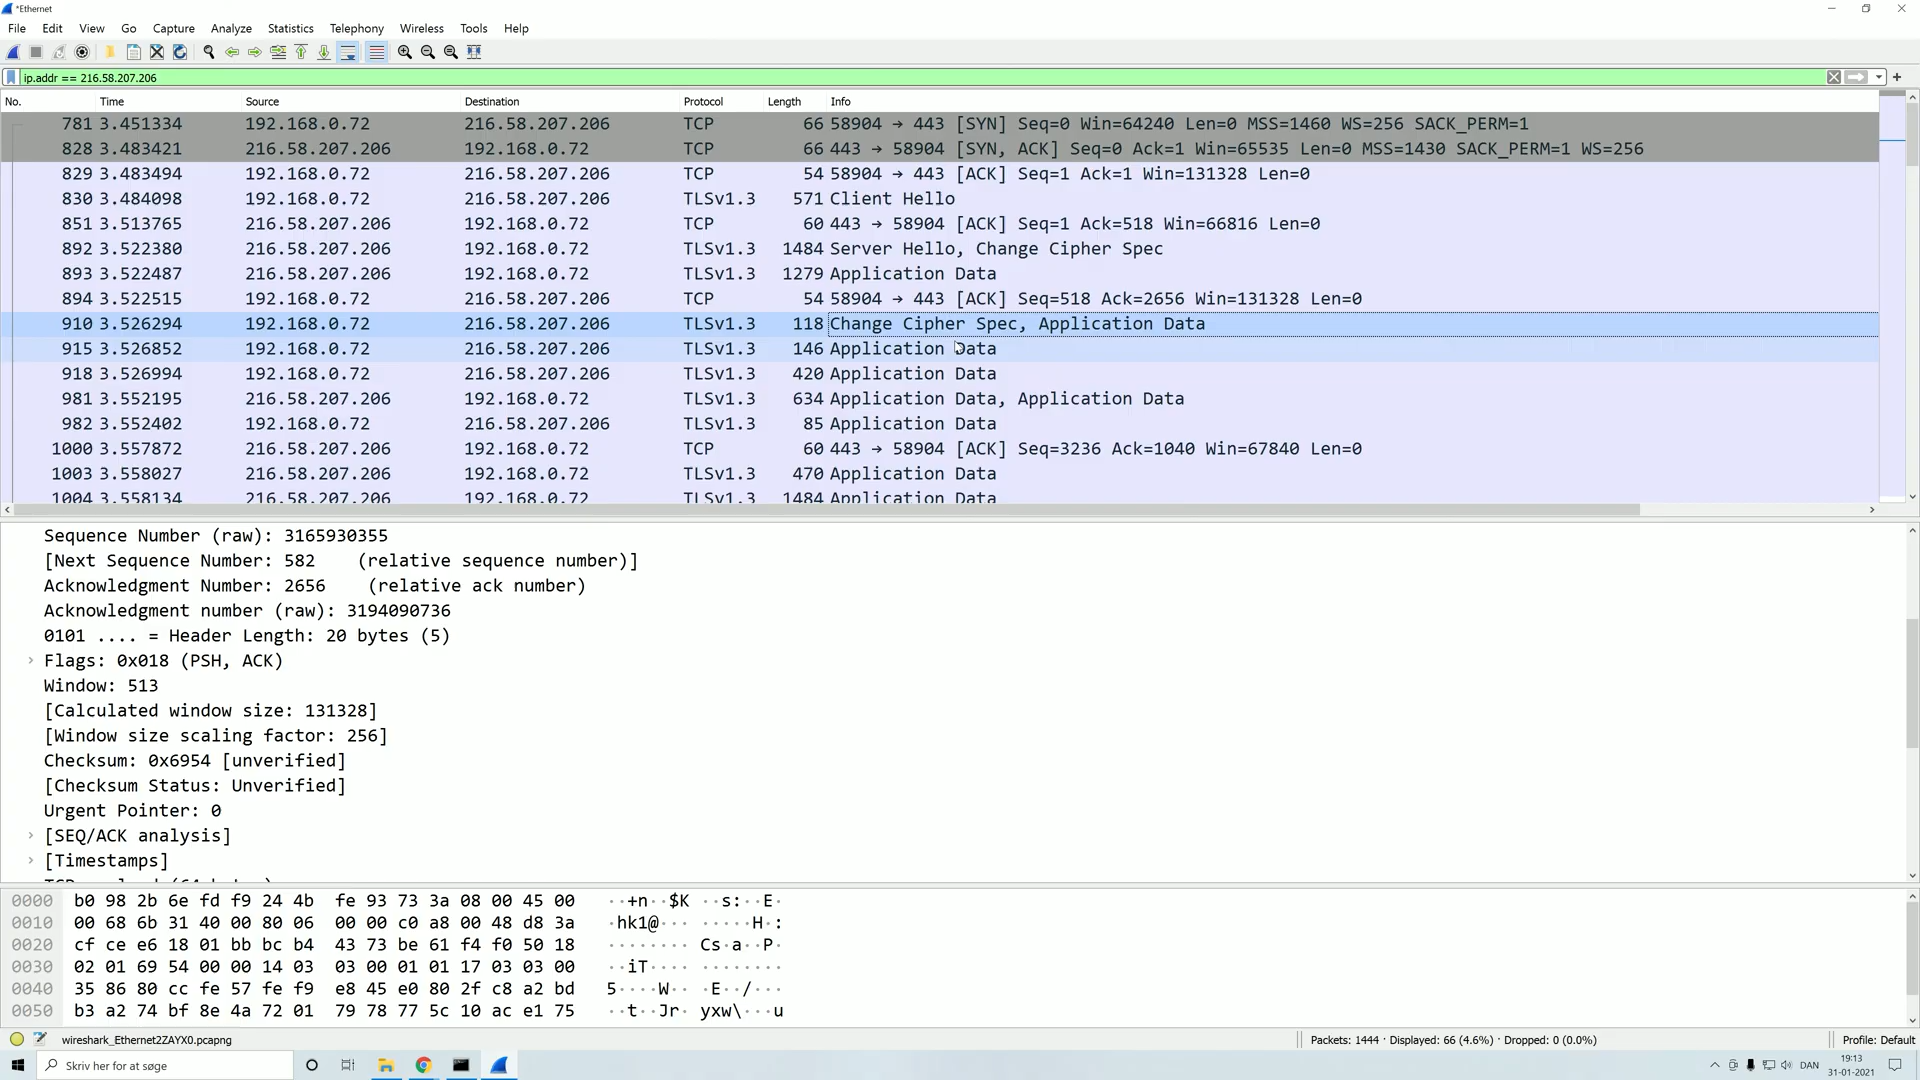 *Ethernet
File Edit View Go Capture Analyze Statistics Telephony Wireless Tools Help
ip.addr == 216.58.207.206
No. Time Source Destination Protocol Length Info
781 3.451334 192.168.0.72 216.58.207.206 TCP 66 58904 → 443 [SYN] Seq=0 Win=64240 Len=0 MSS=1460 WS=256 SACK_PERM=1
828 3.483421 216.58.207.206 192.168.0.72 TCP 66 443 → 58904 [SYN, ACK] Seq=0 Ack=1 Win=65535 Len=0 MSS=1430 SACK_PERM=1 WS=256
829 3.483494 192.168.0.72 216.58.207.206 TCP 54 58904 → 443 [ACK] Seq=1 Ack=1 Win=131328 Len=0
830 3.484098 192.168.0.72 216.58.207.206 TLSv1.3 571 Client Hello
851 3.513765 216.58.207.206 192.168.0.72 TCP 60 443 → 58904 [ACK] Seq=1 Ack=518 Win=66816 Len=0
892 3.522380 216.58.207.206 192.168.0.72 TLSv1.3 1484 Server Hello, Change Cipher Spec
893 3.522487 216.58.207.206 192.168.0.72 TLSv1.3 1279 Application Data
894 3.522515 192.168.0.72 216.58.207.206 TCP 54 58904 → 443 [ACK] Seq=518 Ack=2656 Win=131328 Len=0
910 3.526294 192.168.0.72 216.58.207.206 TLSv1.3 118 Change Cipher Spec, Application Data
915 3.526852 192.168.0.72 216.58.207.206 TLSv1.3 146 Application Data
918 3.526994 192.168.0.72 216.58.207.206 TLSv1.3 420 Application Data
981 3.552195 216.58.207.206 192.168.0.72 TLSv1.3 634 Application Data, Application Data
982 3.552402 192.168.0.72 216.58.207.206 TLSv1.3 85 Application Data
1000 3.557872 216.58.207.206 192.168.0.72 TCP 60 443 → 58904 [ACK] Seq=3236 Ack=1040 Win=67840 Len=0
1003 3.558027 216.58.207.206 192.168.0.72 TLSv1.3 470 Application Data
1004 3.558134 216.58.207.206 192.168.0.72 TLSv1.3 1484 Application Data
Sequence Number (raw): 3165930355
[Next Sequence Number: 582 (relative sequence number)]
Acknowledgment Number: 2656 (relative ack number)
Acknowledgment number (raw): 3194090736
0101 .... = Header Length: 20 bytes (5)
Flags: 0x018 (PSH, ACK)
Window: 513
[Calculated window size: 131328]
[Window size scaling factor: 256]
Checksum: 0x6954 [unverified]
[Checksum Status: Unverified]
Urgent Pointer: 0
[SEQ/ACK analysis]
[Timestamps]
0000 b0 98 2b 6e fd f9 24 4b fe 93 73 3a 08 00 45 00 ··+n··$K ··s:··E·
0010 00 68 6b 31 40 00 80 06 00 00 c0 a8 00 48 d8 3a ·hk1@··· ·····H·:
0020 cf ce e6 18 01 bb bc b4 43 73 be 61 f4 f0 50 18 ········ Cs·a··P·
0030 02 01 69 54 00 00 14 03 03 00 01 01 17 03 03 00 ··iT···· ········
0040 35 86 80 cc fe 57 fe f9 e8 45 e0 80 2f c8 a2 bd 5····W·· ·E··/···
0050 b3 a2 74 bf 8e 4a 72 01 79 78 77 5c 10 ac e1 75 ··t··Jr· yxw\···u
wireshark_Ethernet2ZAYX0.pcapng Packets: 1444 · Displayed: 66 (4.6%) · Dropped: 0 (0.0%) Profile: Default
Skriv her for at søge DAN 19:13
31-01-2021